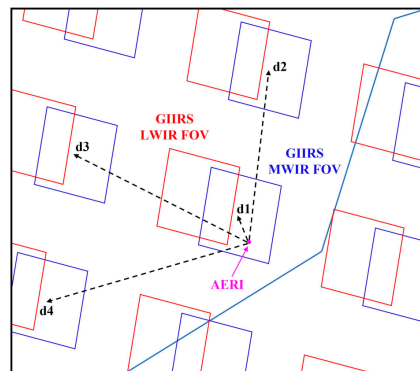 d2
GIIRS
LWIR FOV
GIIRS
MWIR FOV
d3
d1
AERI
d4